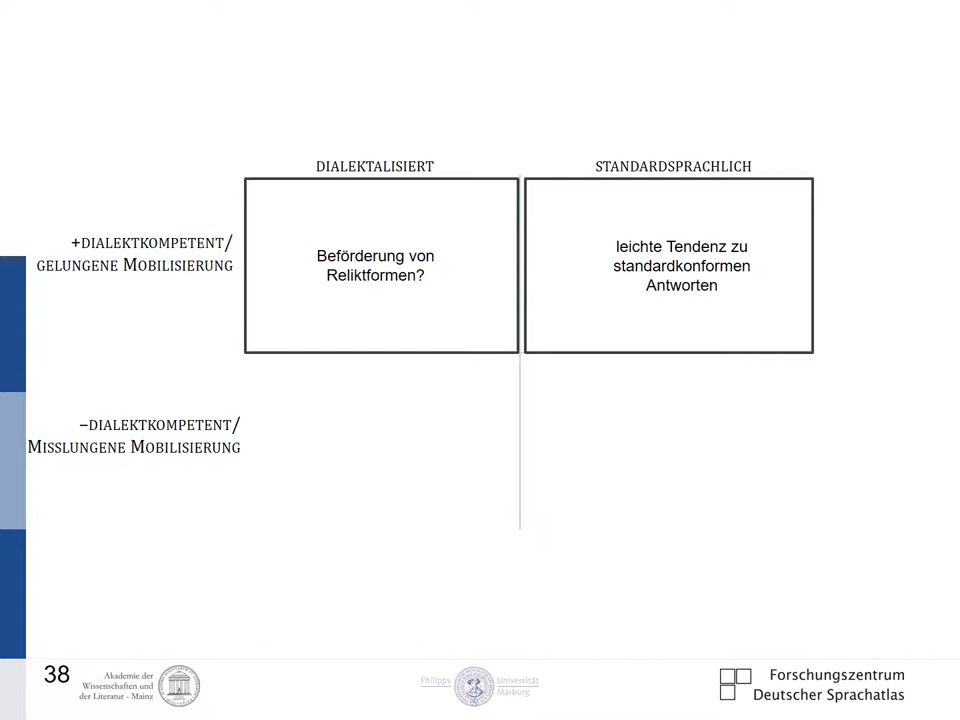 DIALEKTALISIERT
STANDARDSPRACHLICH
+DIALEKTKOMPETENT/
GELUNGENE MOBILISIERUNG
Beförderung von
Reliktformen?
leichte Tendenz zu
standardkonformen
Antworten
–DIALEKTKOMPETENT/
MISSLUNGENE MOBILISIERUNG
38
Akademie der
Wissenschaften und
der Literatur - Mainz
Philipps
Universität
Marburg
Forschungszentrum
Deutscher Sprachatlas